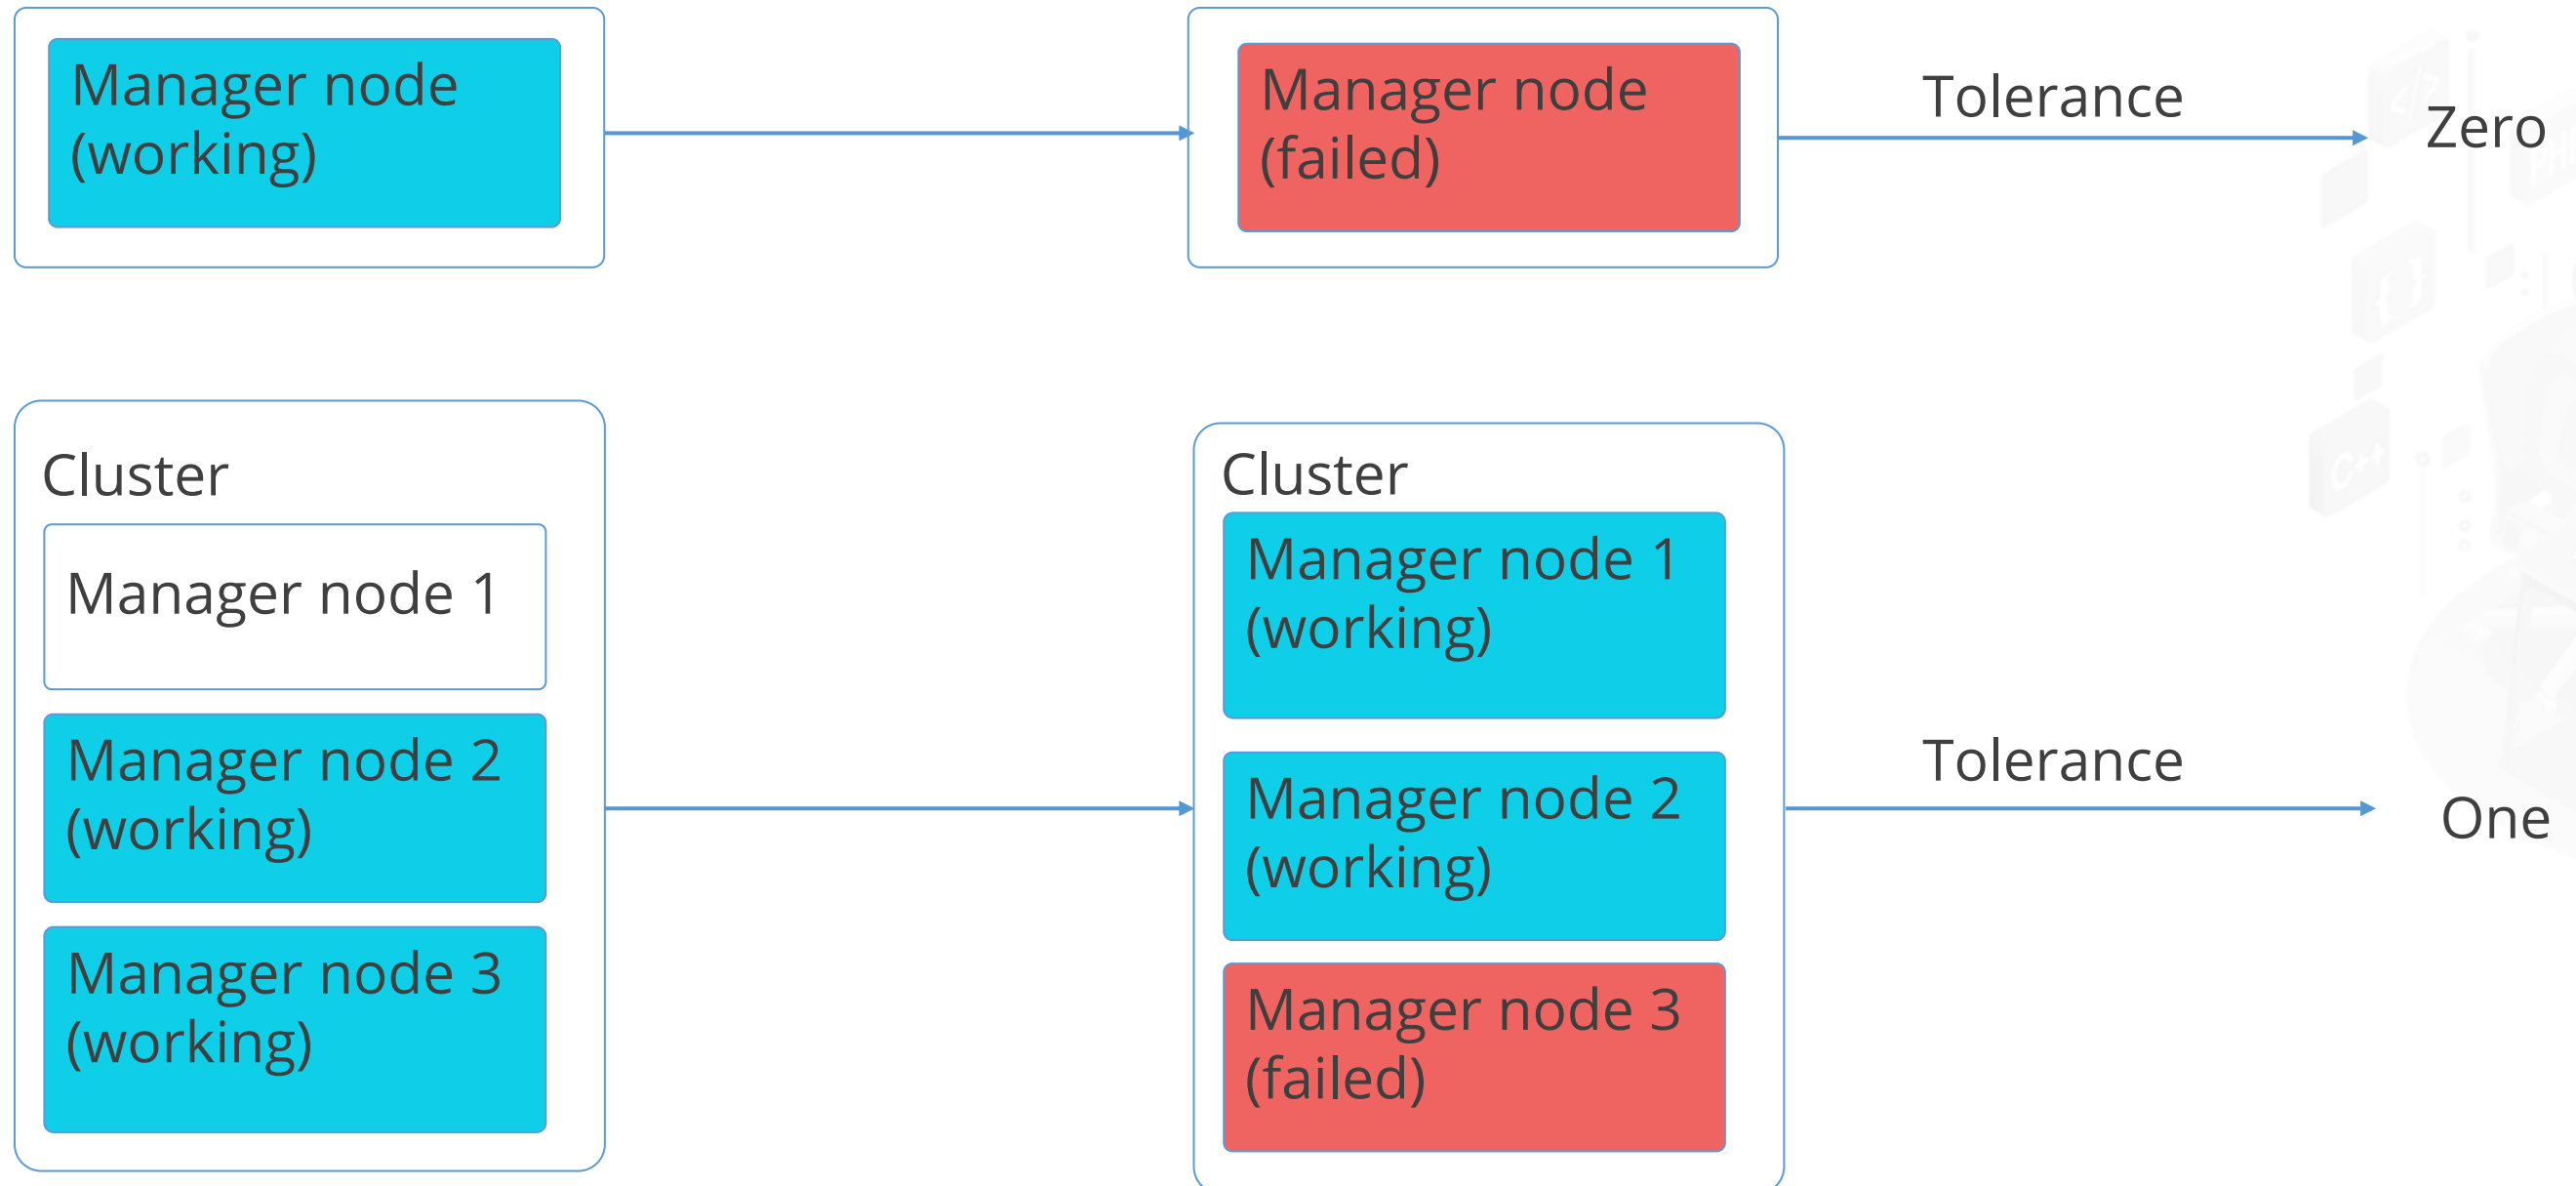 Manager node
(working)
Manager node
(failed)
Tolerance
Zero
Cluster
Manager node 1
Manager node 2
(working)
Manager node 3
(working)
Cluster
Manager node 1
(working)
Manager node 2
(working)
Manager node 3
(failed)
Tolerance
One